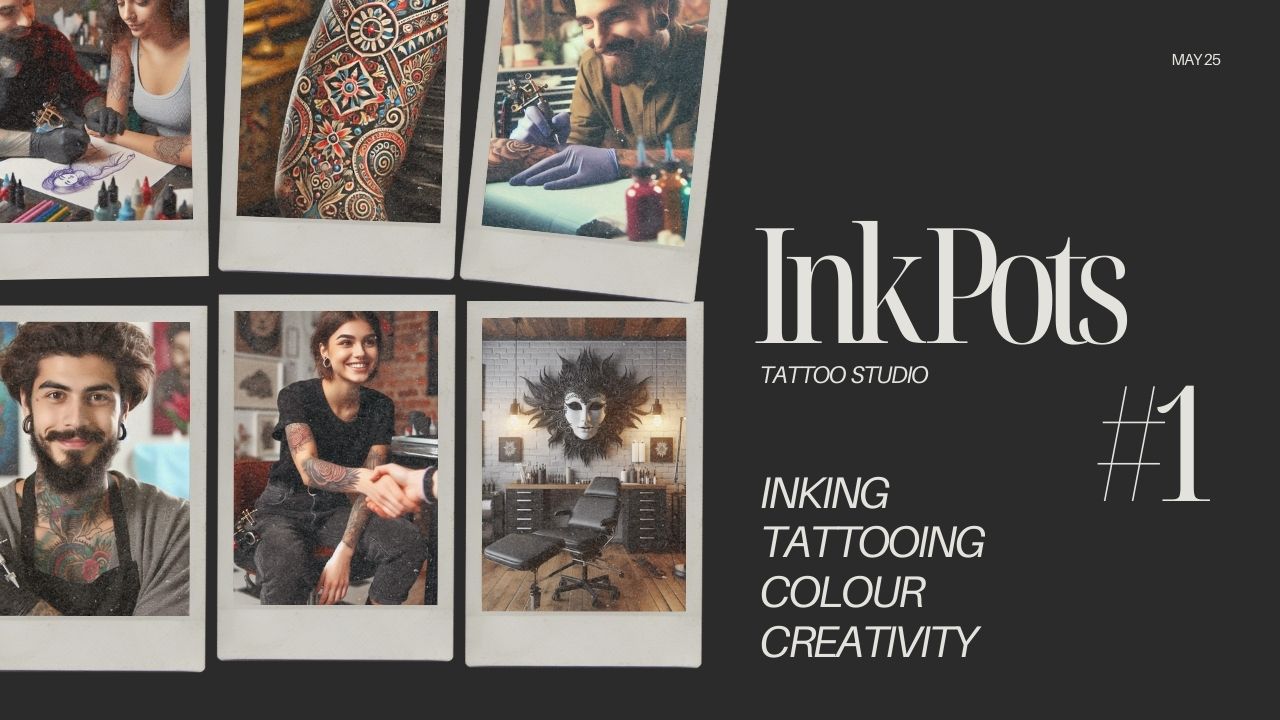 MAY 25
InkPots
TATTOO STUDIO
#1
INKING
TATTOOING
COLOUR
CREATIVITY